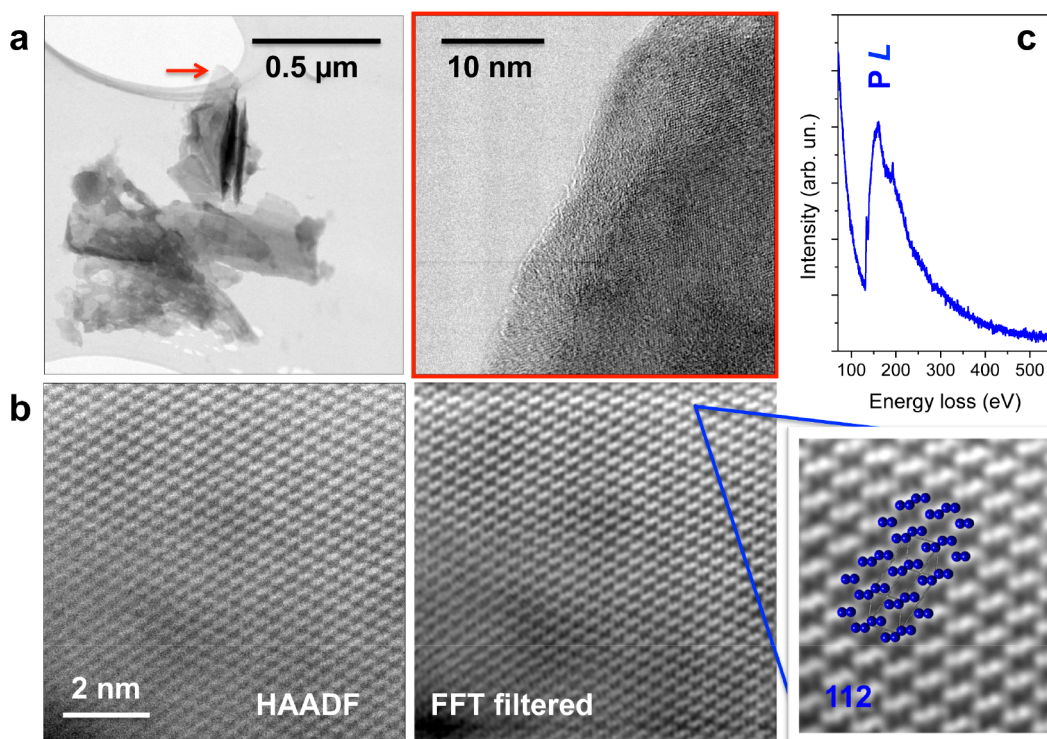 a
0.5 µm
10 nm
c
P L
Intensity (arb. un.)
100 200 300 400 500
Energy loss (eV)
b
2 nm
HAADF
FFT filtered
112